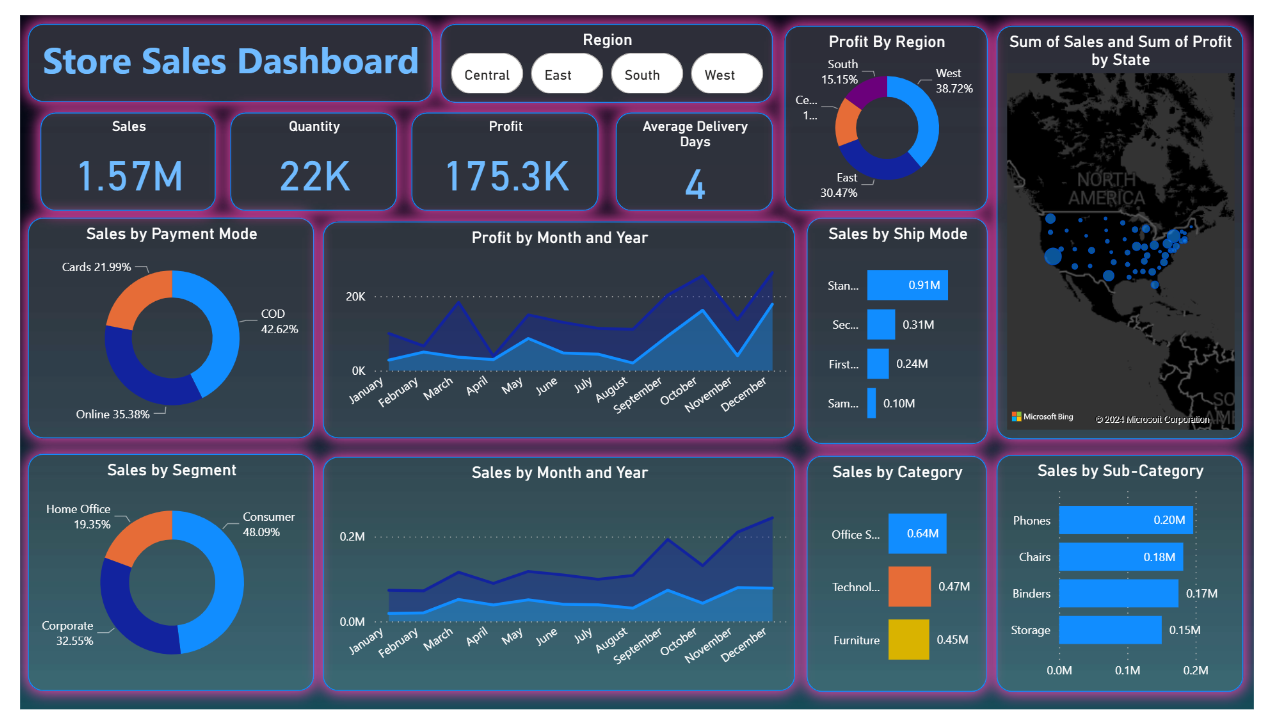 Store Sales Dashboard
Region
Central
East
South
West
Sales
1.57M
Quantity
22K
Profit
175.3K
Average Delivery
Days
4
Profit By Region
South
15.15%
West
38.72%
Ce...
1...
East
30.47%
Sum of Sales and Sum of Profit
by State
NORTH
AMERICA
SO
AM
Microsoft Bing
© 2024 Microsoft Corporation
Sales by Payment Mode
Cards 21.99%
COD
42.62%
Online 35.38%
Profit by Month and Year
20K
0K
January
February
March
April
May
June
July
August
September
October
November
December
Sales by Ship Mode
Stan...
0.91M
Sec...
0.31M
First...
0.24M
Sam...
0.10M
Sales by Segment
Home Office
19.35%
Consumer
48.09%
Corporate
32.55%
Sales by Month and Year
0.2M
0.0M
January
February
March
April
May
June
July
August
September
October
November
December
Sales by Category
Office S...
0.64M
Technol...
0.47M
Furniture
0.45M
Sales by Sub-Category
Phones
0.20M
Chairs
0.18M
Binders
0.17M
Storage
0.15M
0.0M
0.1M
0.2M